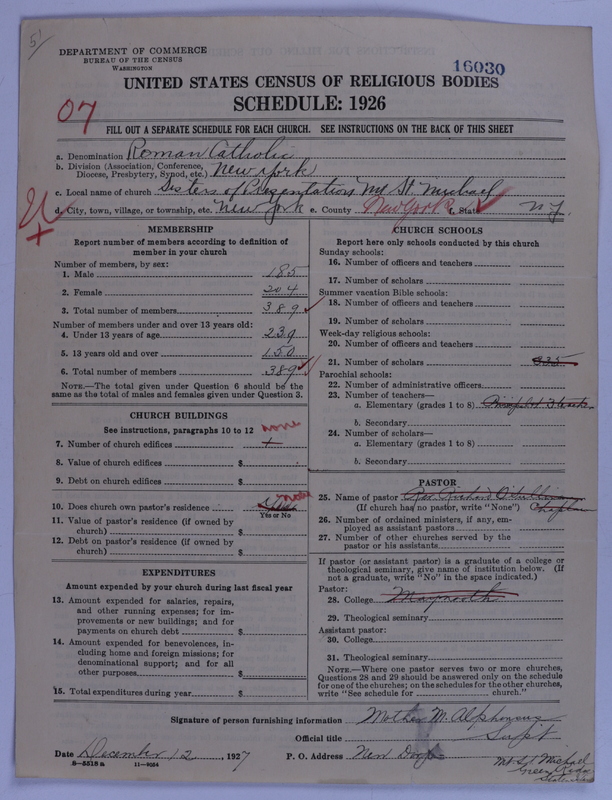 5
DEPARTMENT OF COMMERCE
BUREAU OF THE CENSUS
WASHINGTON
16030
UNITED STATES CENSUS OF RELIGIOUS BODIES
SCHEDULE: 1926
07
FILL OUT A SEPARATE SCHEDULE FOR EACH CHURCH. SEE INSTRUCTIONS ON THE BACK OF THIS SHEET
a. Denomination Roman Catholic
b. Division (Association, Conference, Diocese, Presbytery, Synod, etc.) New York
c. Local name of church Sisters of Presentation Mt St. Michael
d. City, town, village, or township, etc. New York e. County New York f. State N.Y.
MEMBERSHIP
Report number of members according to definition of
member in your church
Number of members, by sex:
1. Male 185
2. Female 204
3. Total number of members 389
Number of members under and over 13 years old:
4. Under 13 years of age 239
5. 13 years old and over 150
6. Total number of members 389
NOTE.—The total given under Question 6 should be the
same as the total of males and females given under Question 3.
CHURCH BUILDINGS
See instructions, paragraphs 10 to 12
none
7. Number of church edifices +
8. Value of church edifices $
9. Debt on church edifices $
10. Does church own pastor's residence
Yes or No
11. Value of pastor's residence (if owned by
church) $
12. Debt on pastor's residence (if owned by
church) $
EXPENDITURES
Amount expended by your church during last fiscal year
13. Amount expended for salaries, repairs,
and other running expenses; for im-
provements or new buildings; and for
payments on church debt $
14. Amount expended for benevolences, in-
cluding home and foreign missions; for
denominational support; and for all
other purposes $
15. Total expenditures during year $
CHURCH SCHOOLS
Report here only schools conducted by this church
Sunday schools:
16. Number of officers and teachers
17. Number of scholars
Summer vacation Bible schools:
18. Number of officers and teachers
19. Number of scholars
Week-day religious schools:
20. Number of officers and teachers
21. Number of scholars 335
Parochial schools:
22. Number of administrative officers
23. Number of teachers—
a. Elementary (grades 1 to 8)
b. Secondary
24. Number of scholars—
a. Elementary (grades 1 to 8)
b. Secondary
PASTOR
25. Name of pastor Rev. Richard O'Sullivan
(If church has no pastor, write "None")
26. Number of ordained ministers, if any, em-
ployed as assistant pastors
27. Number of other churches served by the
pastor or his assistants
If pastor (or assistant pastor) is a graduate of a college or
theological seminary, give name of institution below. (If
not a graduate, write "No" in the space indicated.)
Pastor:
28. College Maynooth
29. Theological seminary
Assistant pastor:
30. College
31. Theological seminary
NOTE.—Where one pastor serves two or more churches,
Questions 28 and 29 should be answered only on the schedule
for one of the churches; on the schedules for the other churches,
write "See schedule for church."
Signature of person furnishing information Mother M. Alphonsus
Official title Supt
Date December 12, 1927 P. O. Address New Dorp
Mt St Michael
Green Ridge
8-5518 a 11-9034